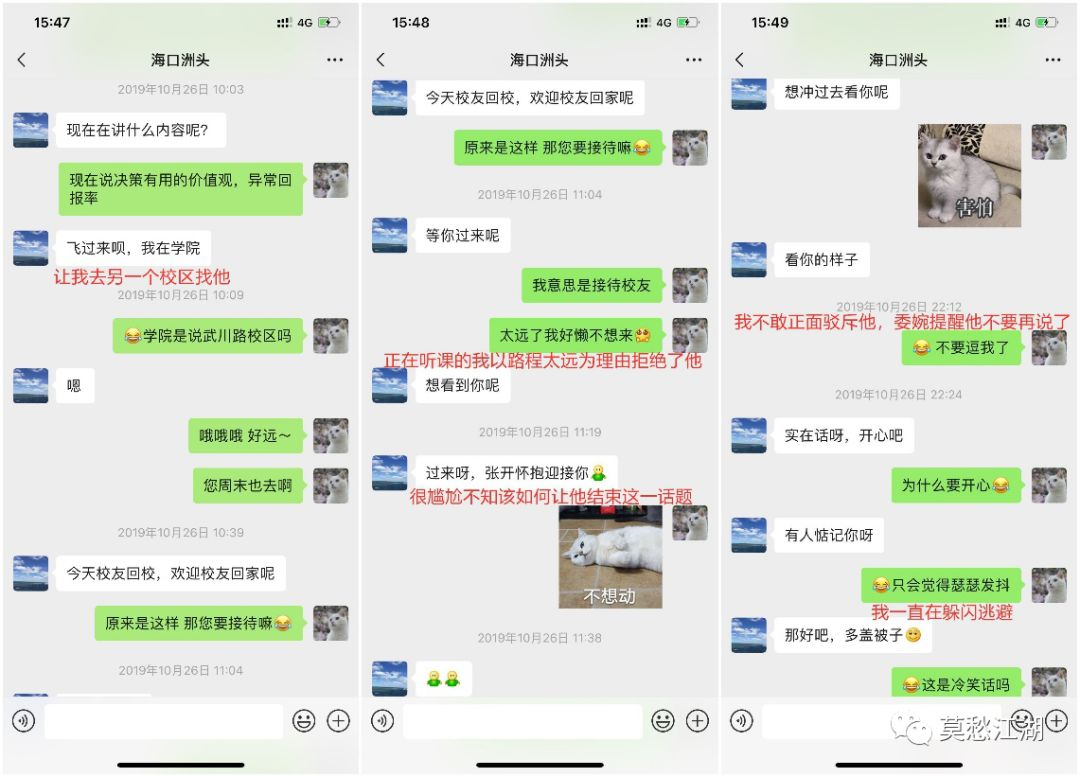 15:47
4G
海口洲头
2019年10月26日 10:03
现在在讲什么内容呢?
现在说决策有用的价值观，异常回
报率
飞过来呗，我在学院
让我去另一个校区找他
2019年10月26日 10:09
😂学院是说武川路校区吗
嗯
哦哦哦 好远～
您周末也去啊
2019年10月26日 10:39
今天校友回校，欢迎校友回家呢
原来是这样 那您要接待嘛😂
2019年10月26日 11:04
15:48
4G
海口洲头
今天校友回校，欢迎校友回家呢
原来是这样 那您要接待嘛😂
2019年10月26日 11:04
等你过来呢
我意思是接待校友
太远了我好懒不想来
正在听课的我以路程太远为理由拒绝了他
想看到你呢
2019年10月26日 11:19
过来呀，张开怀抱迎接你
很尴尬不知该如何让他结束这一话题
不想动
2019年10月26日 11:38
15:49
4G
海口洲头
想冲过去看你呢
害怕
看你的样子
2019年10月26日 22:12
我不敢正面驳斥他，委婉提醒他不要再说了
😂 不要逗我了
2019年10月26日 22:24
实在话呀，开心吧
为什么要开心😂
有人惦记你呀
😂只会觉得瑟瑟发抖
我一直在躲闪逃避
那好吧，多盖被子
😂这是冷笑话吗
莫愁江湖